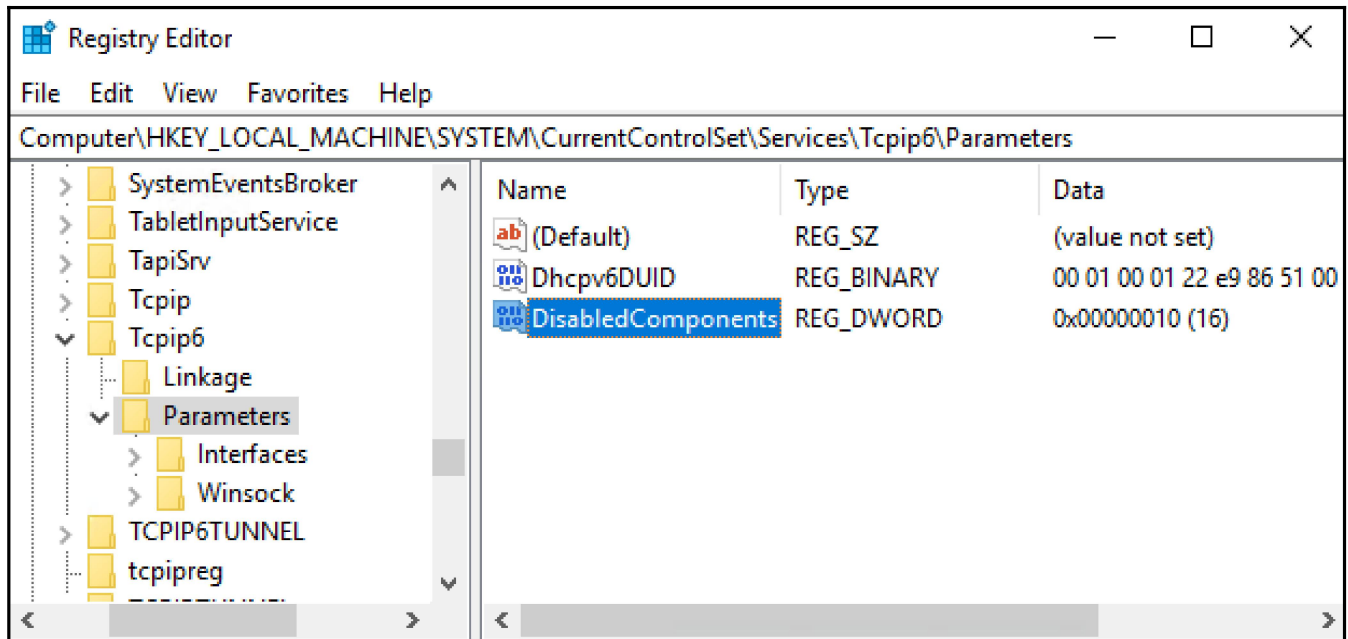 Registry Editor
File Edit View Favorites Help
Computer\HKEY_LOCAL_MACHINE\SYSTEM\CurrentControlSet\Services\Tcpip6\Parameters
SystemEventsBroker
TabletInputService
TapiSrv
Tcpip
Tcpip6
Linkage
Parameters
Interfaces
Winsock
TCPIP6TUNNEL
tcpipreg
Name Type Data
ab (Default) REG_SZ (value not set)
Dhcpv6DUID REG_BINARY 00 01 00 01 22 e9 86 51 00
DisabledComponents REG_DWORD 0x00000010 (16)